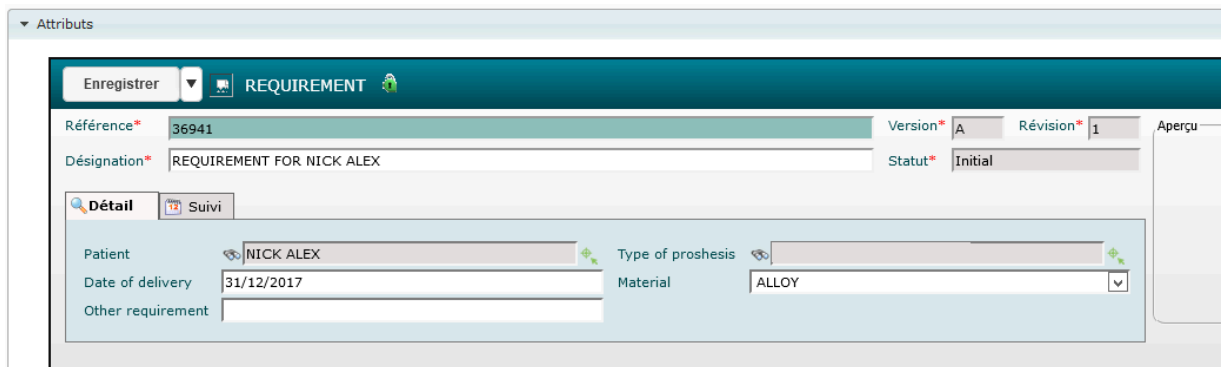 Attributs
Enregistrer REQUIREMENT
Référence* 36941 Version* A Révision* 1 Aperçu
Désignation* REQUIREMENT FOR NICK ALEX Statut* Initial
Détail 12 Suivi
Patient NICK ALEX Type of proshesis
Date of delivery 31/12/2017 Material ALLOY
Other requirement